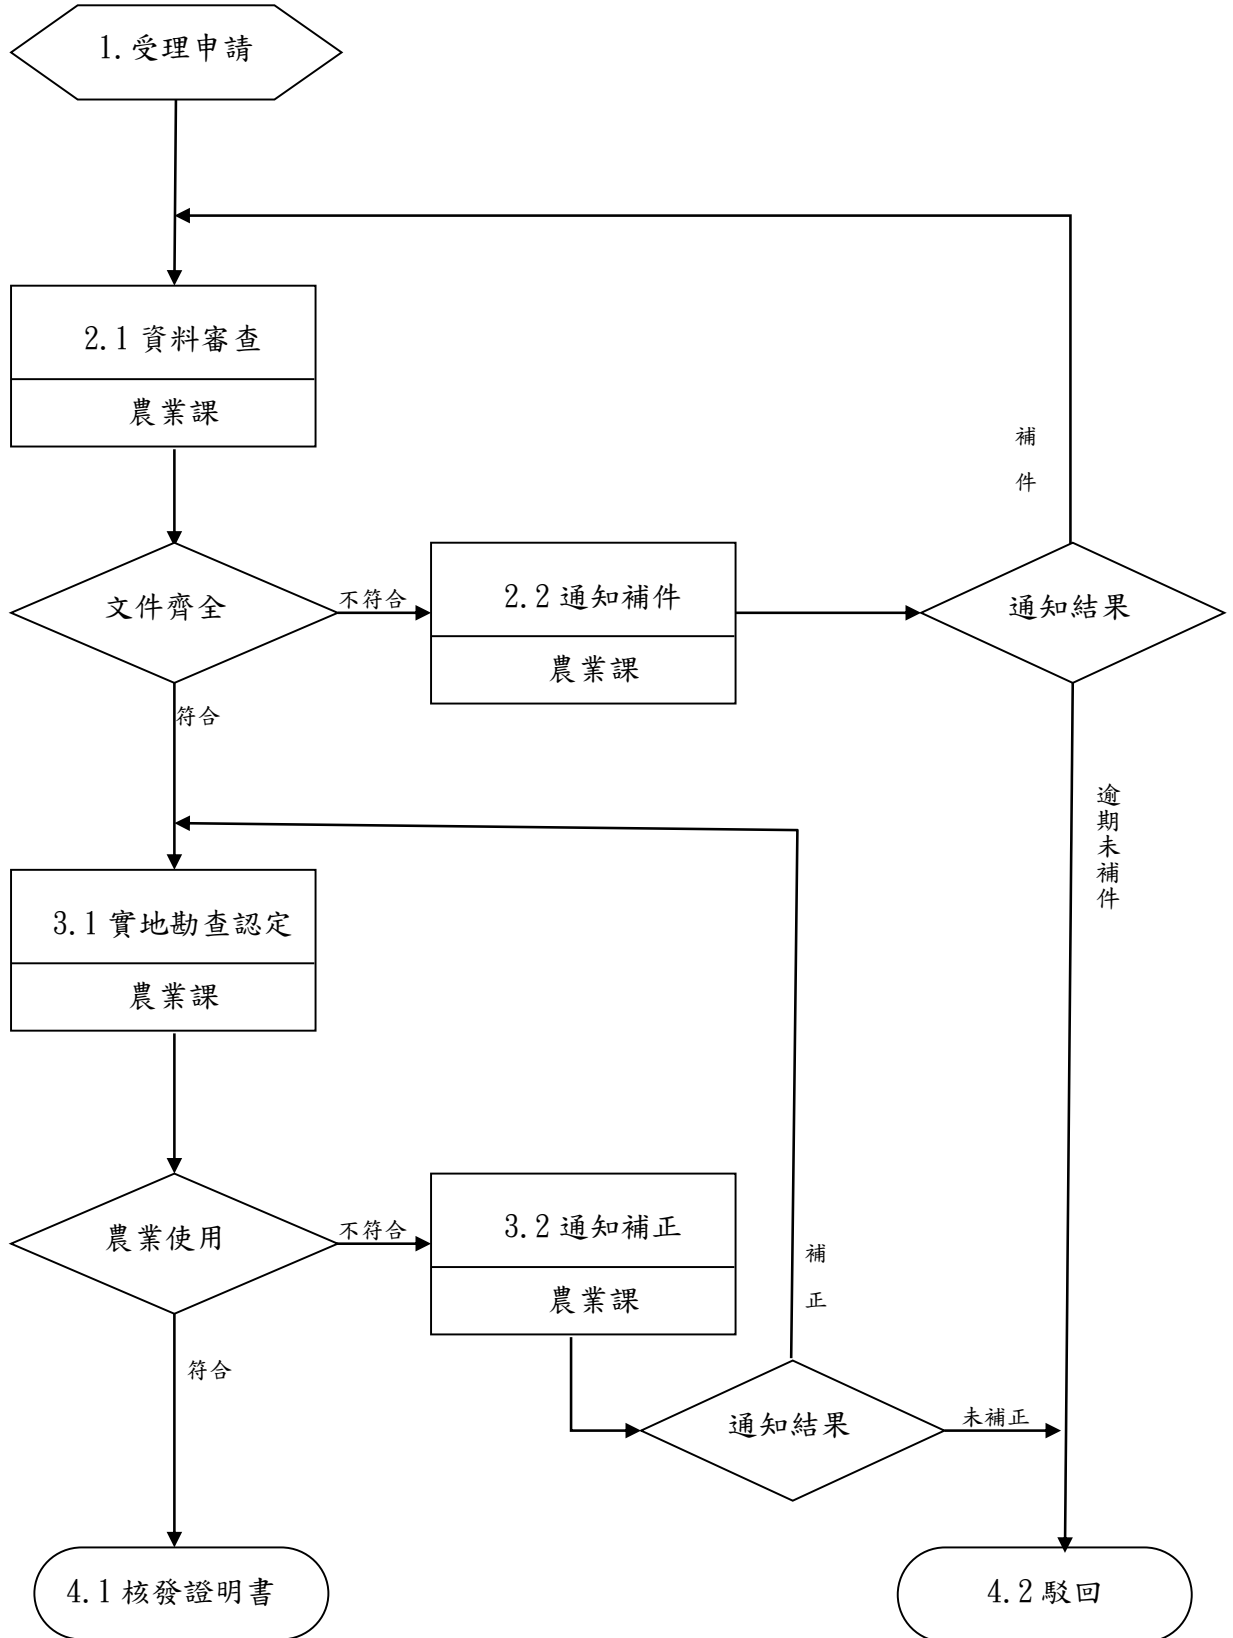 1.受理申請
2.1 資料審查
農業課
補
件
文件齊全
不符合
2.2 通知補件
農業課
通知結果
符合
逾
期
未
補
件
3.1 實地勘查認定
農業課
農業使用
不符合
3.2 通知補正
農業課
補
正
符合
通知結果
未補正
4.1 核發證明書
4.2 駁回